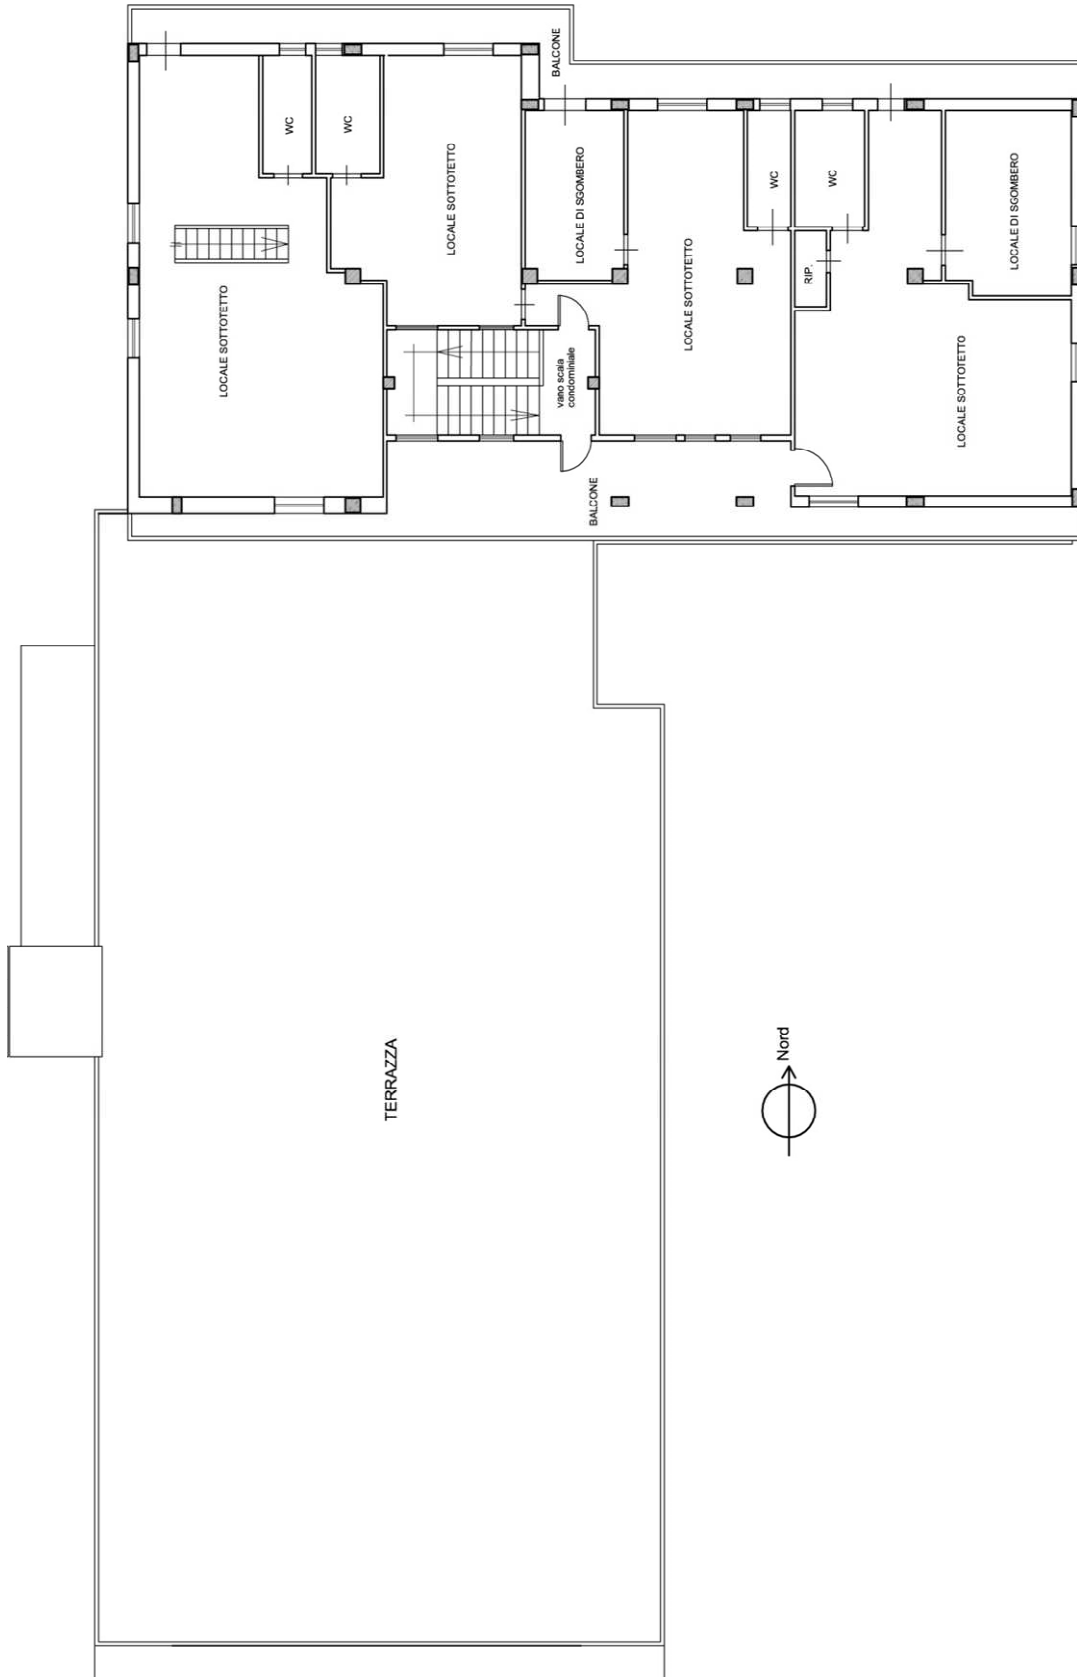 BALCONE
WC
WC
LOCALE SOTTOTETTO
LOCALE DI SGOMBERO
WC
WC
LOCALE DI SGOMBERO
RIP.
LOCALE SOTTOTETTO
LOCALE SOTTOTETTO
vano scala
condominiale
LOCALE SOTTOTETTO
BALCONE
TERRAZZA
Nord